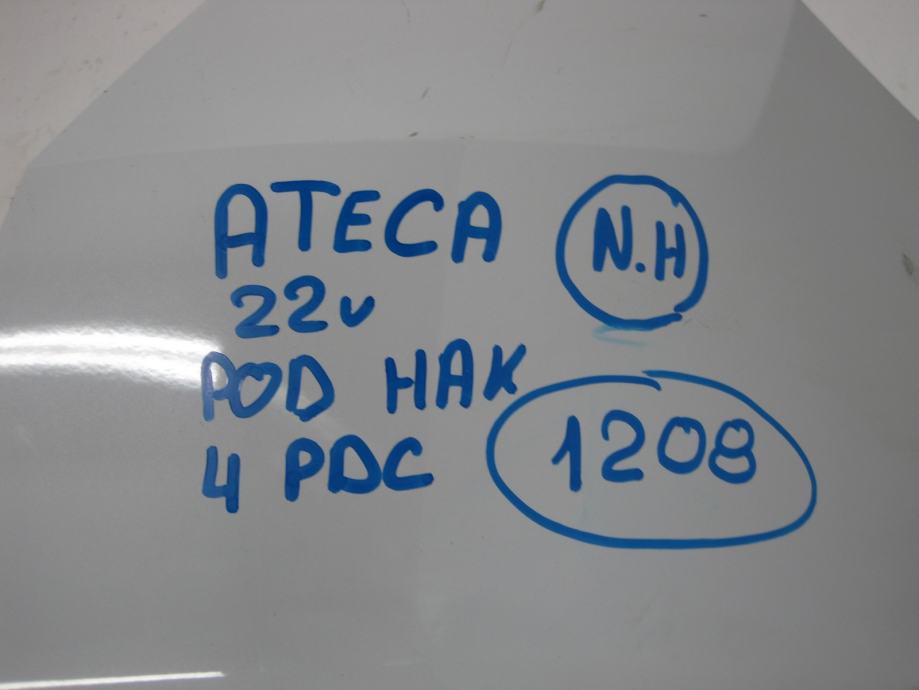 ATECA
N.H
22v
POD HAK
1208
4 PDC